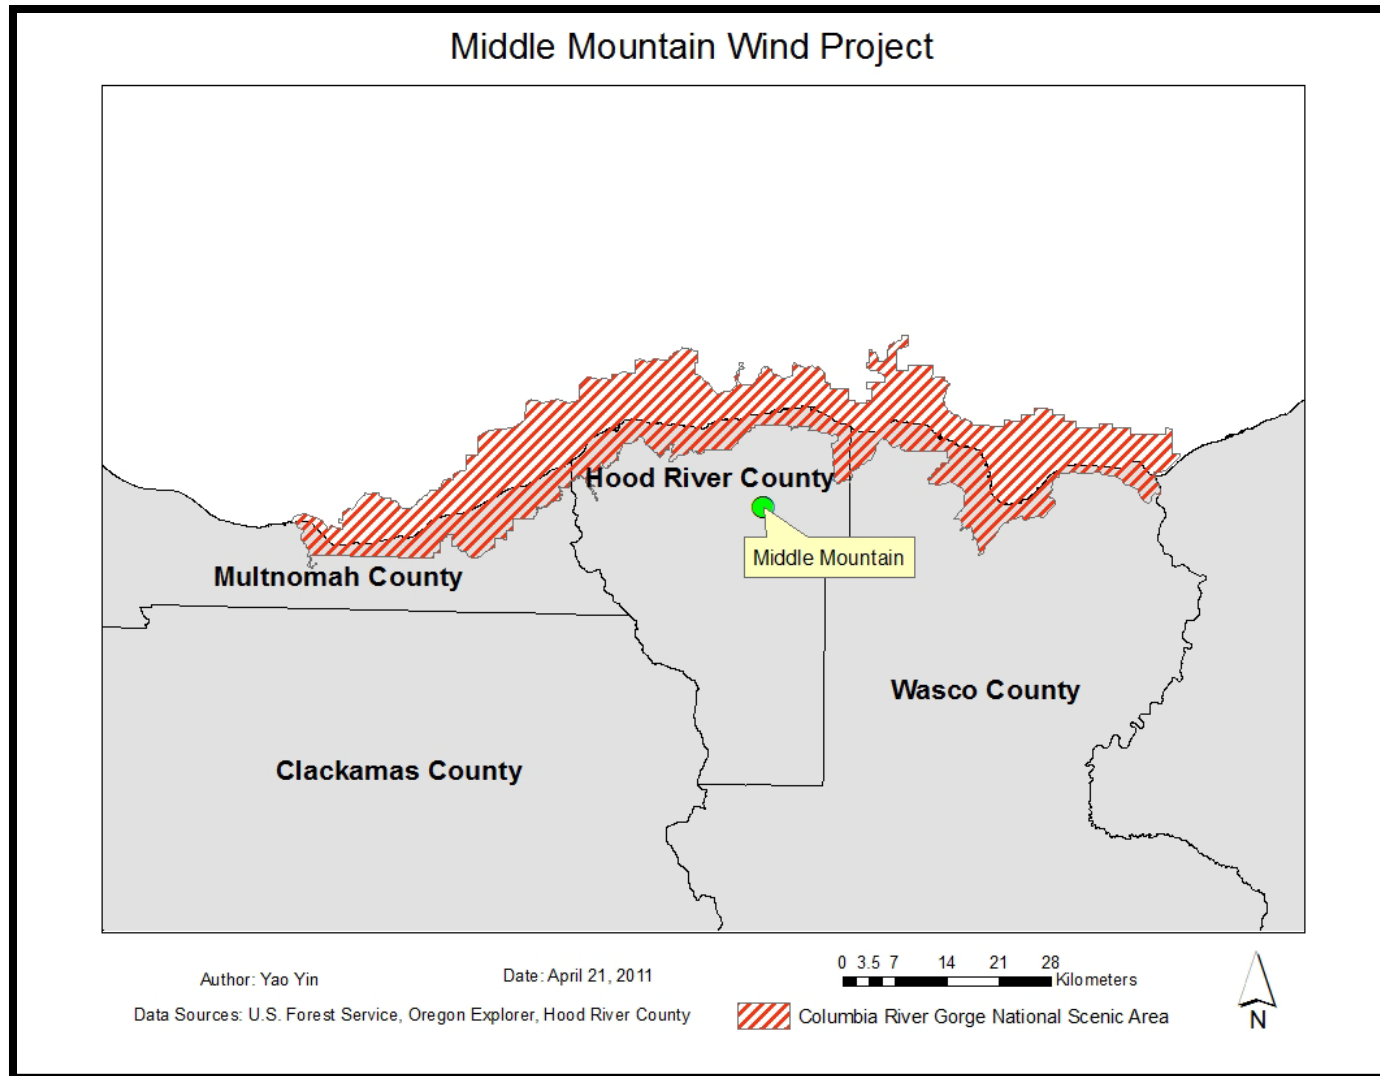 Middle Mountain Wind Project
Hood River County
Middle Mountain
Multnomah County
Wasco County
Clackamas County
Author: Yao Yin
Date: April 21, 2011
0 3.5 7 14 21 28
Kilometers
Data Sources: U.S. Forest Service, Oregon Explorer, Hood River County
Columbia River Gorge National Scenic Area
N